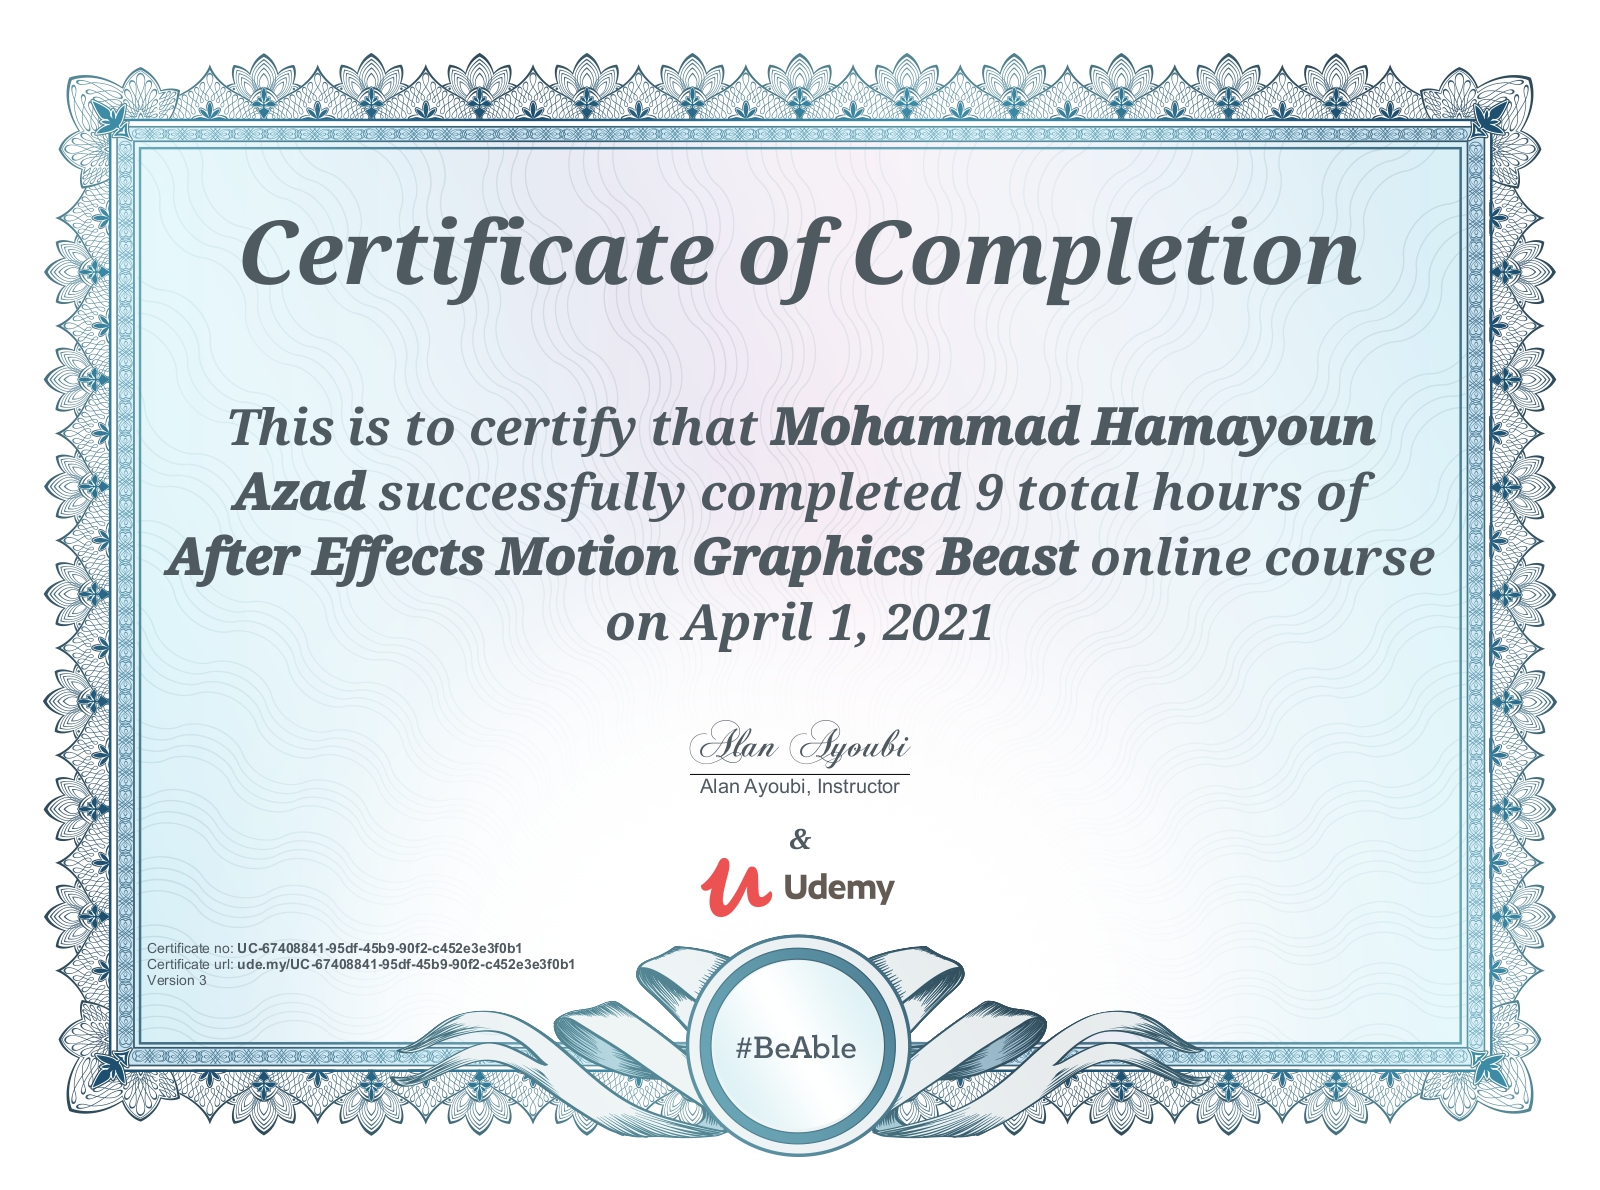 Certificate of Completion
This is to certify that Mohammad Hamayoun
Azad successfully completed 9 total hours of
After Effects Motion Graphics Beast online course
on April 1, 2021
Alan Ayoubi
Alan Ayoubi, Instructor
&
Udemy
Certificate no: UC-67408841-95df-45b9-90f2-c452e3e3f0b1
Certificate url: ude.my/UC-67408841-95df-45b9-90f2-c452e3e3f0b1
Version 3
#BeAble